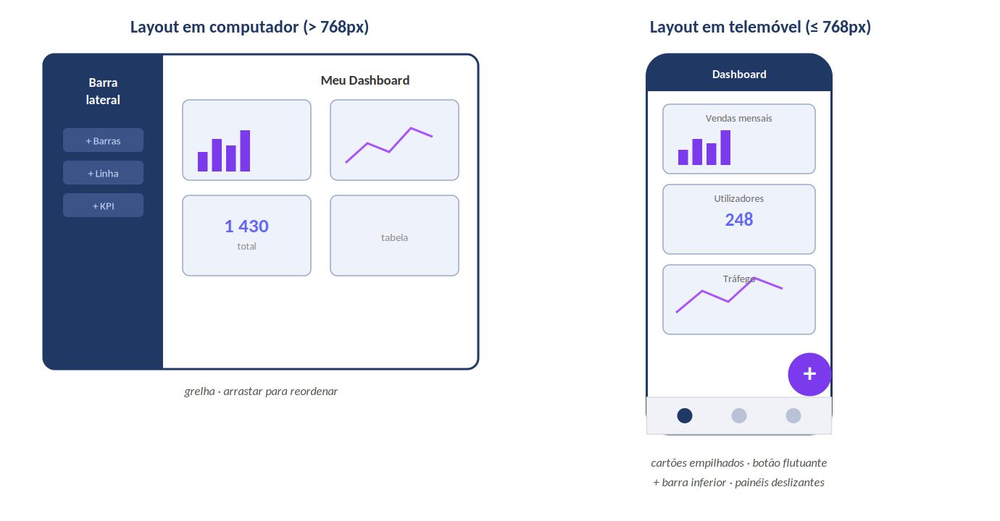 Layout em computador (> 768px)
Barra
lateral
+ Barras
+ Linha
+ KPI
Meu Dashboard
1 430
total
tabela
grelha · arrastar para reordenar
Layout em telemóvel (≤ 768px)
Dashboard
Vendas mensais
Utilizadores
248
Tráfego
+
cartões empilhados · botão flutuante
+ barra inferior · painéis deslizantes